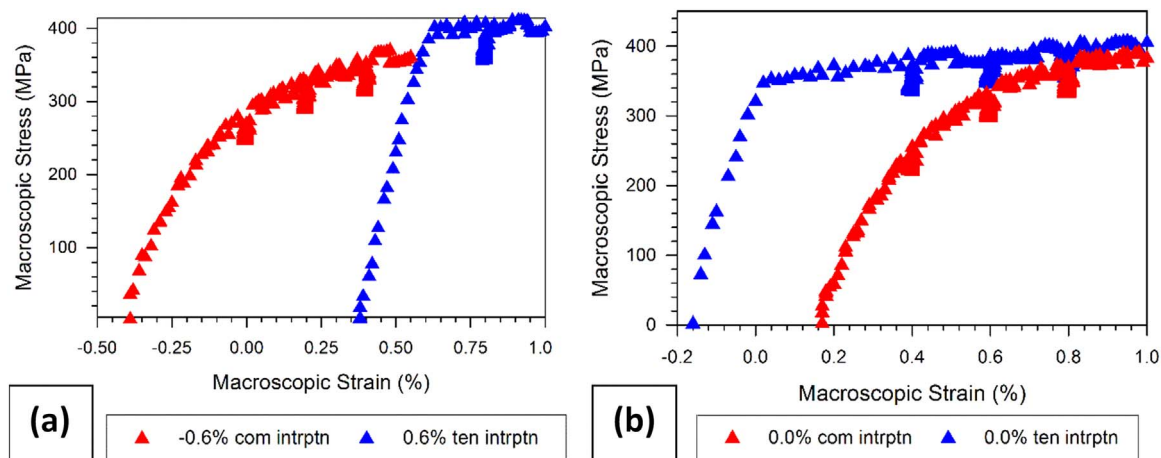 400
300
200
100
Macroscopic Stress (MPa)
-0.50 -0.25 0.00 0.25 0.50 0.75 1.0
Macroscopic Strain (%)
(a)
-0.6% com intrptn 0.6% ten intrptn
400
300
200
100
0
Macroscopic Stress (MPa)
-0.2 0.0 0.2 0.4 0.6 0.8 1.0
Macroscopic Strain (%)
(b)
0.0% com intrptn 0.0% ten intrptn